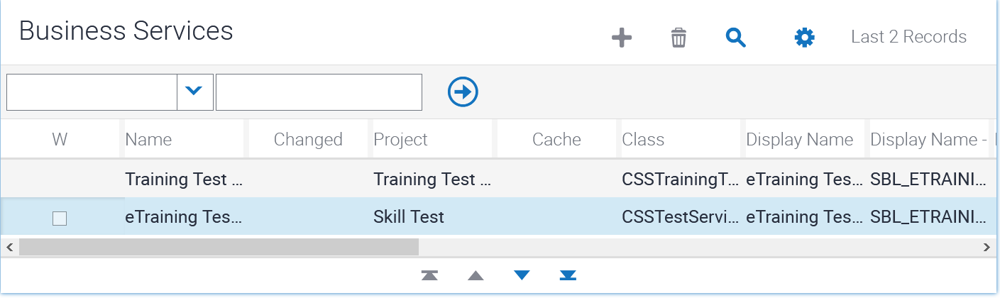 Business Services
Last 2 Records
W Name Changed Project Cache Class Display Name Display Name -
Training Test ... Training Test ... CSSTrainingT... eTraining Tes... SBL_ETRAINI...
eTraining Tes... Skill Test CSSTestServi... eTraining Tes... SBL_ETRAINI...